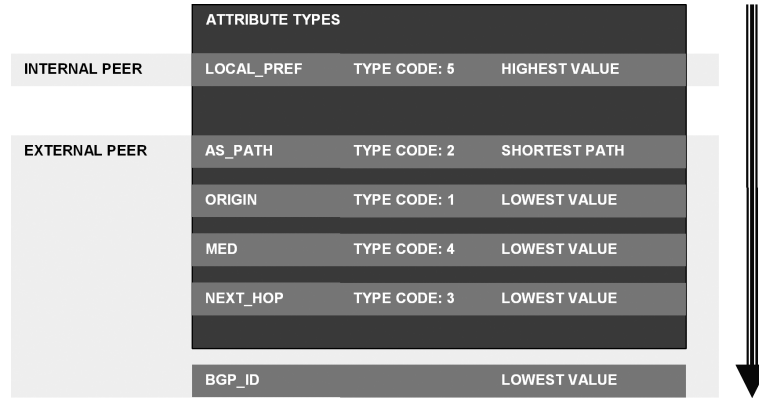 ATTRIBUTE TYPES
INTERNAL PEER LOCAL_PREF TYPE CODE: 5 HIGHEST VALUE
EXTERNAL PEER AS_PATH TYPE CODE: 2 SHORTEST PATH
ORIGIN TYPE CODE: 1 LOWEST VALUE
MED TYPE CODE: 4 LOWEST VALUE
NEXT_HOP TYPE CODE: 3 LOWEST VALUE
BGP_ID LOWEST VALUE